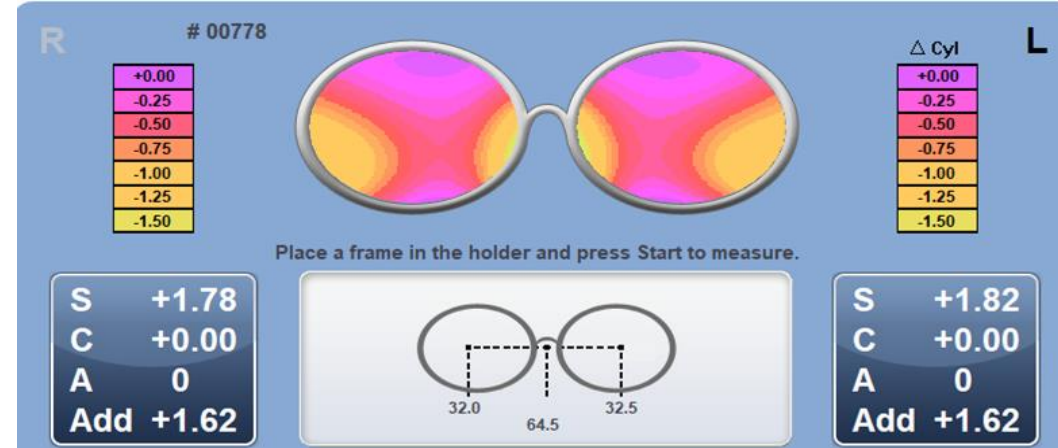 R
# 00778
△ Cyl
L
+0.00
-0.25
-0.50
-0.75
-1.00
-1.25
-1.50
+0.00
-0.25
-0.50
-0.75
-1.00
-1.25
-1.50
Place a frame in the holder and press Start to measure.
S +1.78
C +0.00
A 0
Add +1.62
32.0
64.5
32.5
S +1.82
C +0.00
A 0
Add +1.62